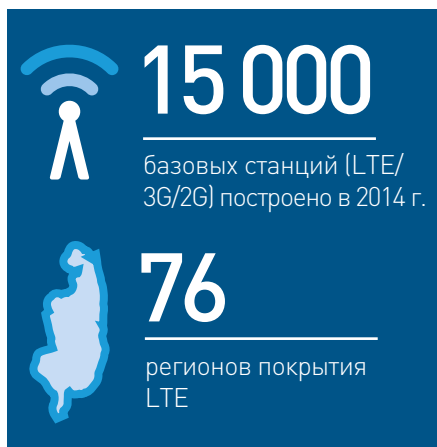 15 000
базовых станций (LTE/
3G/2G) построено в 2014 г.
76
регионов покрытия
LTE